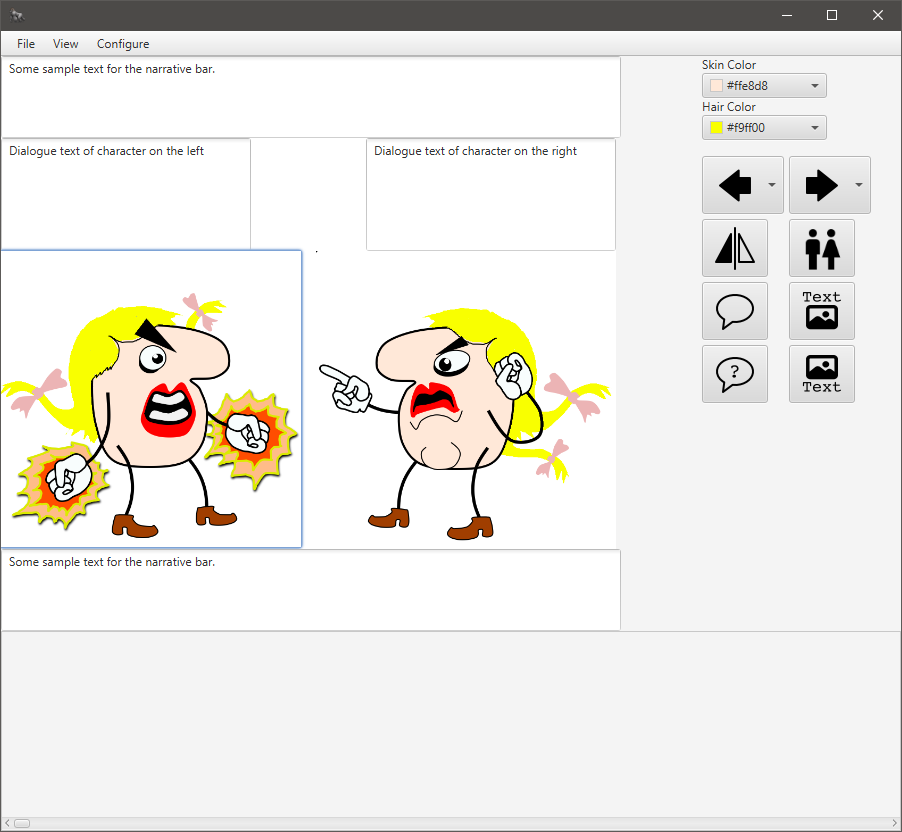 File View Configure
Some sample text for the narrative bar.
Skin Color
#ffe8d8
Hair Color
#f9ff00
Dialogue text of character on the left
Dialogue text of character on the right
Text
?
Text
Some sample text for the narrative bar.